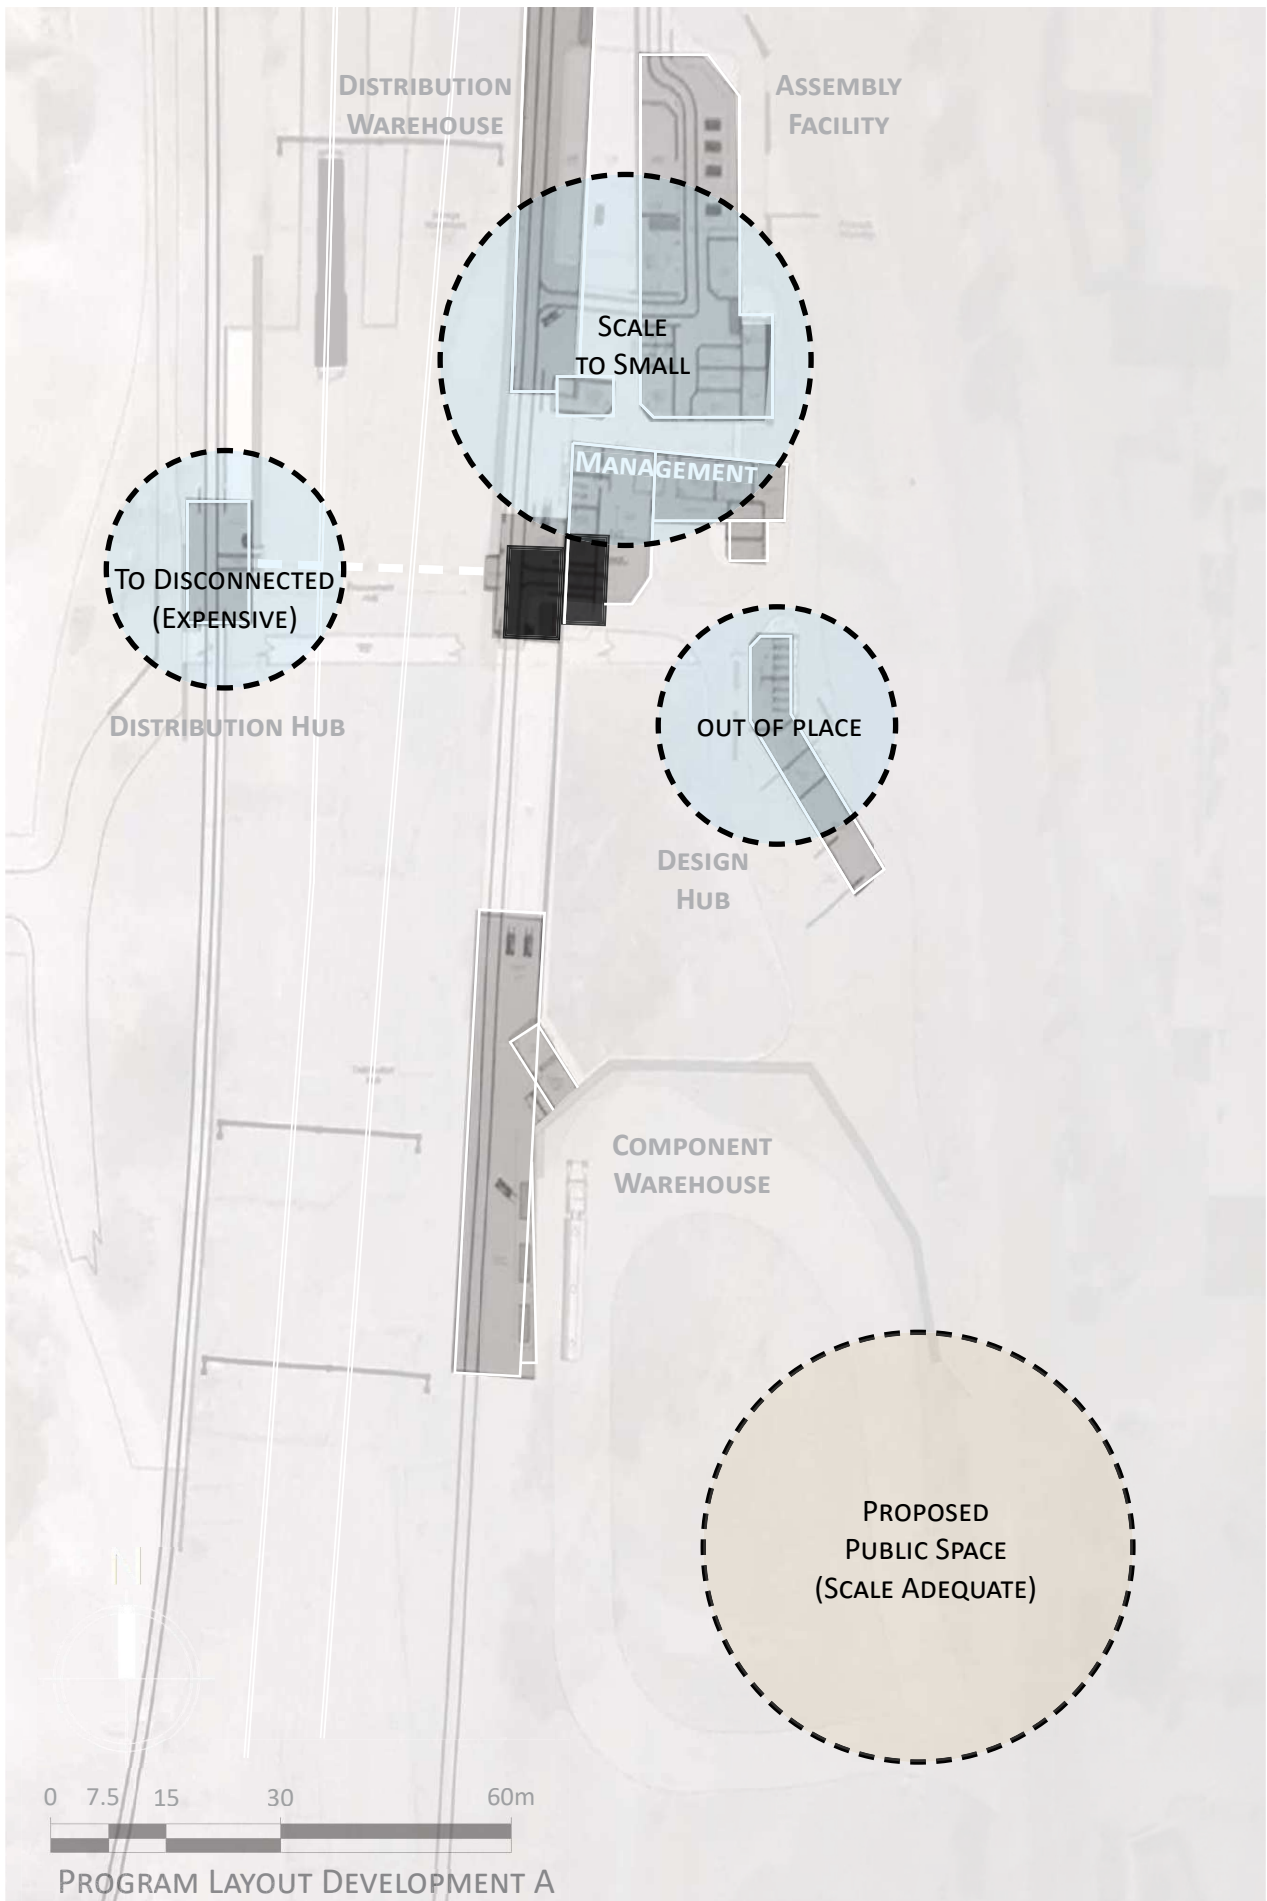 DISTRIBUTION
WAREHOUSE
ASSEMBLY
FACILITY
SCALE
TO SMALL
MANAGEMENT
TO DISCONNECTED
(EXPENSIVE)
DISTRIBUTION HUB
OUT OF PLACE
DESIGN
HUB
COMPONENT
WAREHOUSE
PROPOSED
PUBLIC SPACE
(SCALE ADEQUATE)
0 7.5 15 30 60m
PROGRAM LAYOUT DEVELOPMENT A